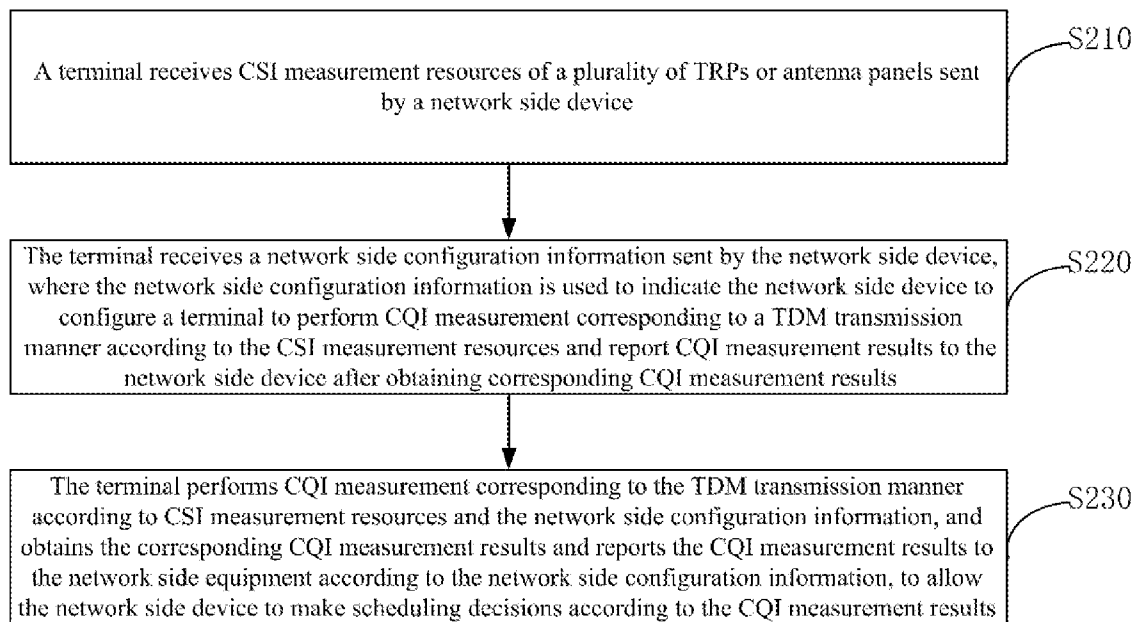 A terminal receives CSI measurement resources of a plurality of TRPs or antenna panels sent
by a network side device
S210
The terminal receives a network side configuration information sent by the network side device,
where the network side configuration information is used to indicate the network side device to
configure a terminal to perform CQI measurement corresponding to a TDM transmission
manner according to the CSI measurement resources and report CQI measurement results to the
network side device after obtaining corresponding CQI measurement results
S220
The terminal performs CQI measurement corresponding to the TDM transmission manner
according to CSI measurement resources and the network side configuration information, and
obtains the corresponding CQI measurement results and reports the CQI measurement results to
the network side equipment according to the network side configuration information, to allow
the network side device to make scheduling decisions according to the CQI measurement results
S230